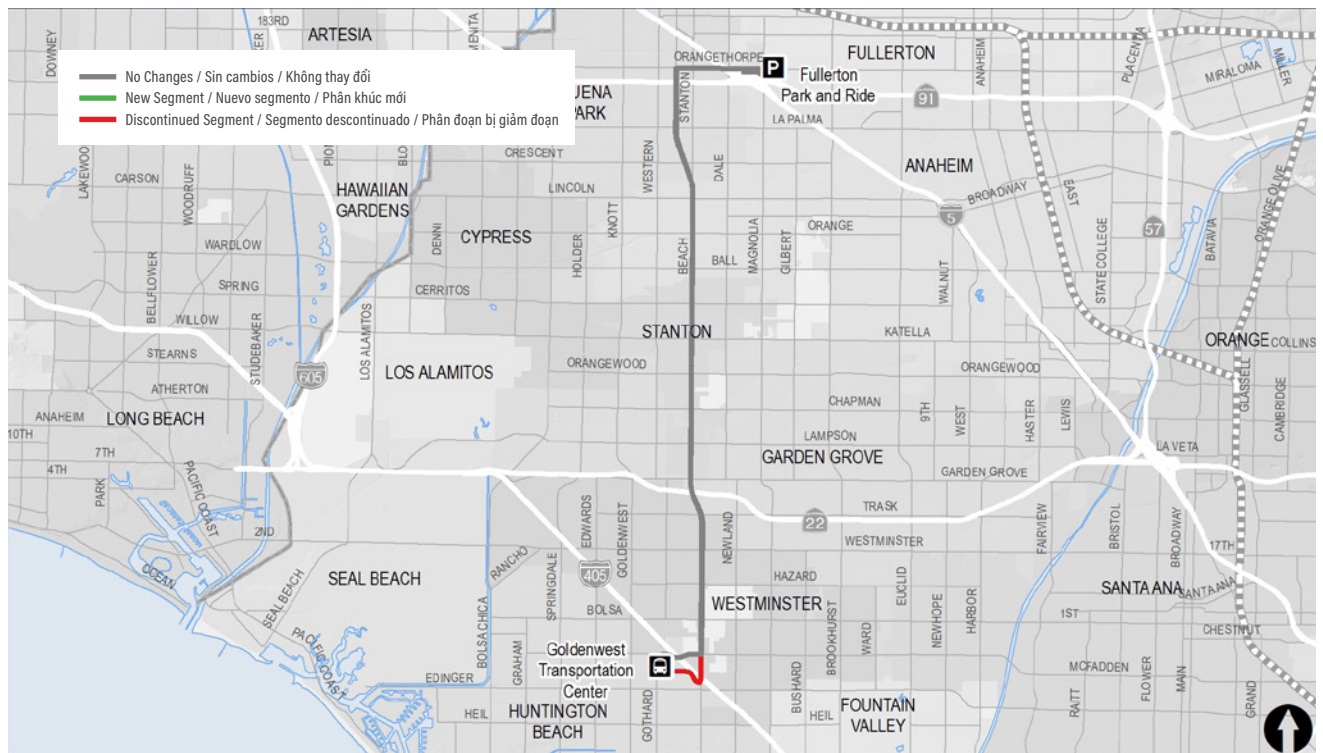 183RD
ARTESIA
DOWNEY
ORANGETHORPE
FULLERTON
ANAHEIM
PLACENTIA
MILLER
MIRALOMA
No Changes / Sin cambios / Không thay đổi
New Segment / Nuevo segmento / Phân khúc mới
Discontinued Segment / Segmento descontinuado / Phân đoạn bị giảm đoạn
P
Fullerton
Park and Ride
91
STANTON
LA PALMA
CRESCENT
WESTERN
DALE
ANAHEIM
LINCOLN
BROADWAY
EAST
ORANGE OLIVE
CARSON
WOODRUFF
HAWAIIAN
GARDENS
DENNI
CYPRESS
HOLDER
KNOTT
BEACH
BALL
MAGNOLIA
GILBERT
ORANGE
5
57
STATE COLLEGE
BATAVIA
WARDLOW
SPRING
CERRITOS
WALNUT
BELLFLOWER
WILLOW
STUDEBAKER
STANTON
KATELLA
ORANGE
COLLINS
STEARNS
605
LOS ALAMITOS
LOS ALAMITOS
ORANGEWOOD
ORANGEWOOD
GLASSELL
CAMBRIDGE
ATHERTON
CHAPMAN
9TH
WEST
HASTER
LEWIS
ANAHEIM
LONG BEACH
10TH
7TH
LAMPSON
LA VETA
4TH
PARK
PACIFIC COAST
GARDEN GROVE
GARDEN GROVE
EDWARDS
GOLDENWEST
TRASK
22
NEWLAND
FAIRVIEW
BRISTOL
BROADWAY
2ND
WESTMINSTER
17TH
OCEAN
SEAL BEACH
SEAL BEACH
RANCHO
405
HAZARD
EUCLID
SANTA ANA
SANTA ANA
SPRINGDALE
BOLSA
WESTMINSTER
BROOKHURST
WARD
NEWHOPE
HARBOR
1ST
CHESTNUT
PACIFIC COAST
BOLSA CHICA
GRAHAM
Goldenwest
Transportation
Center
EDINGER
MCFADDEN
FLOWER
MAIN
GRAND
RAITT
BUSHARD
HEIL
HUNTINGTON
BEACH
GOTHARD
HEIL
FOUNTAIN
VALLEY